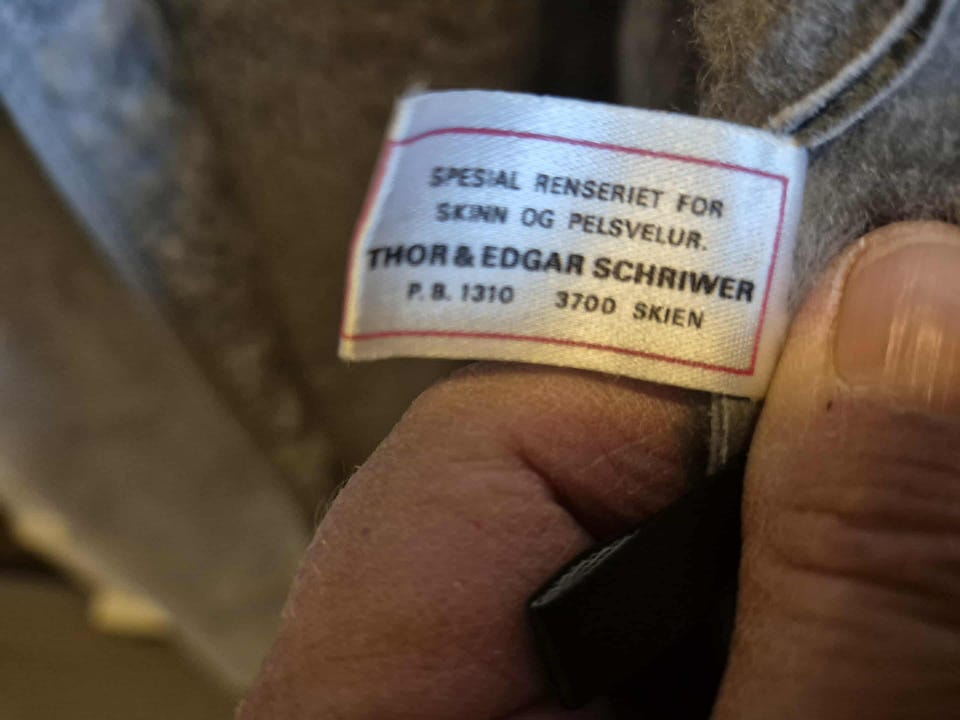 SPESIAL RENSERIET FOR
SKINN OG PELSVELUR.
THOR & EDGAR SCHRIWER
P. B. 1310 3700 SKIEN